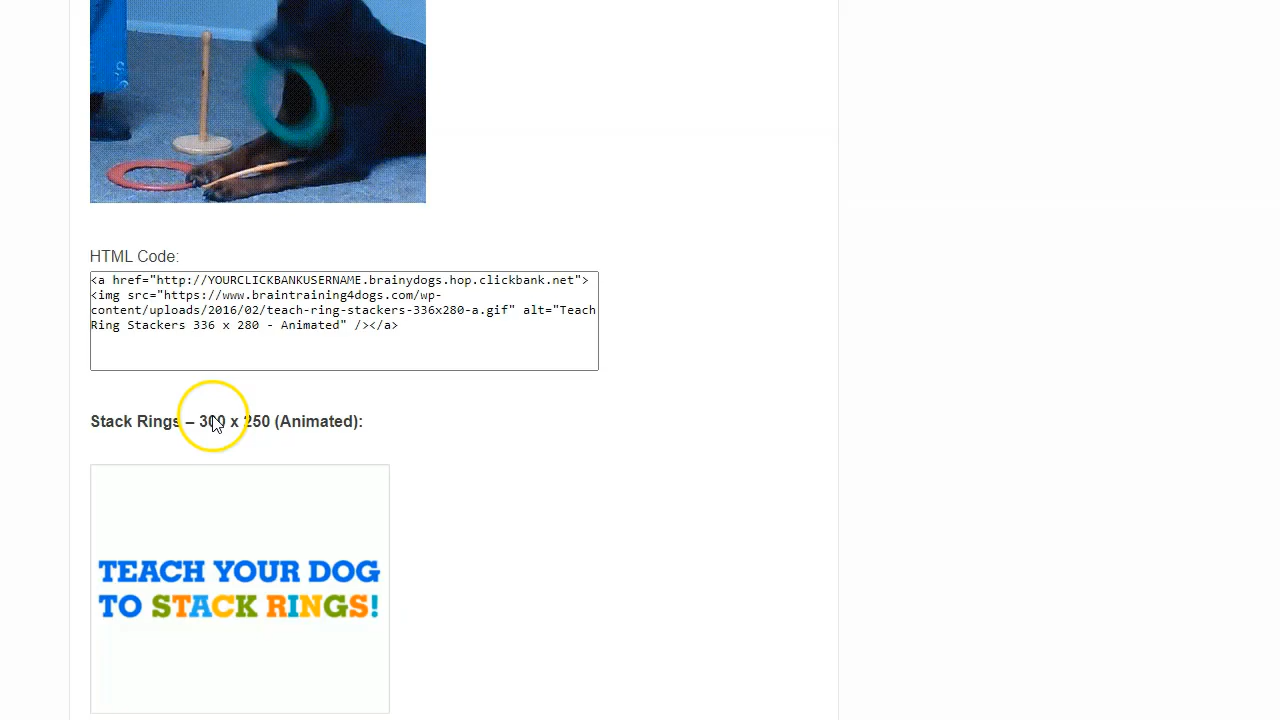 HTML Code:
<a href="http://YOURCLICKBANKUSERNAME.brainydogs.hop.clickbank.net">
<img src="https://www.braintraining4dogs.com/wp-
content/uploads/2016/02/teach-ring-stackers-336x280-a.gif" alt="Teach
Ring Stackers 336 x 280 - Animated" /></a>
Stack Rings – 300 x 250 (Animated):
TEACH YOUR DOG
TO STACK RINGS!